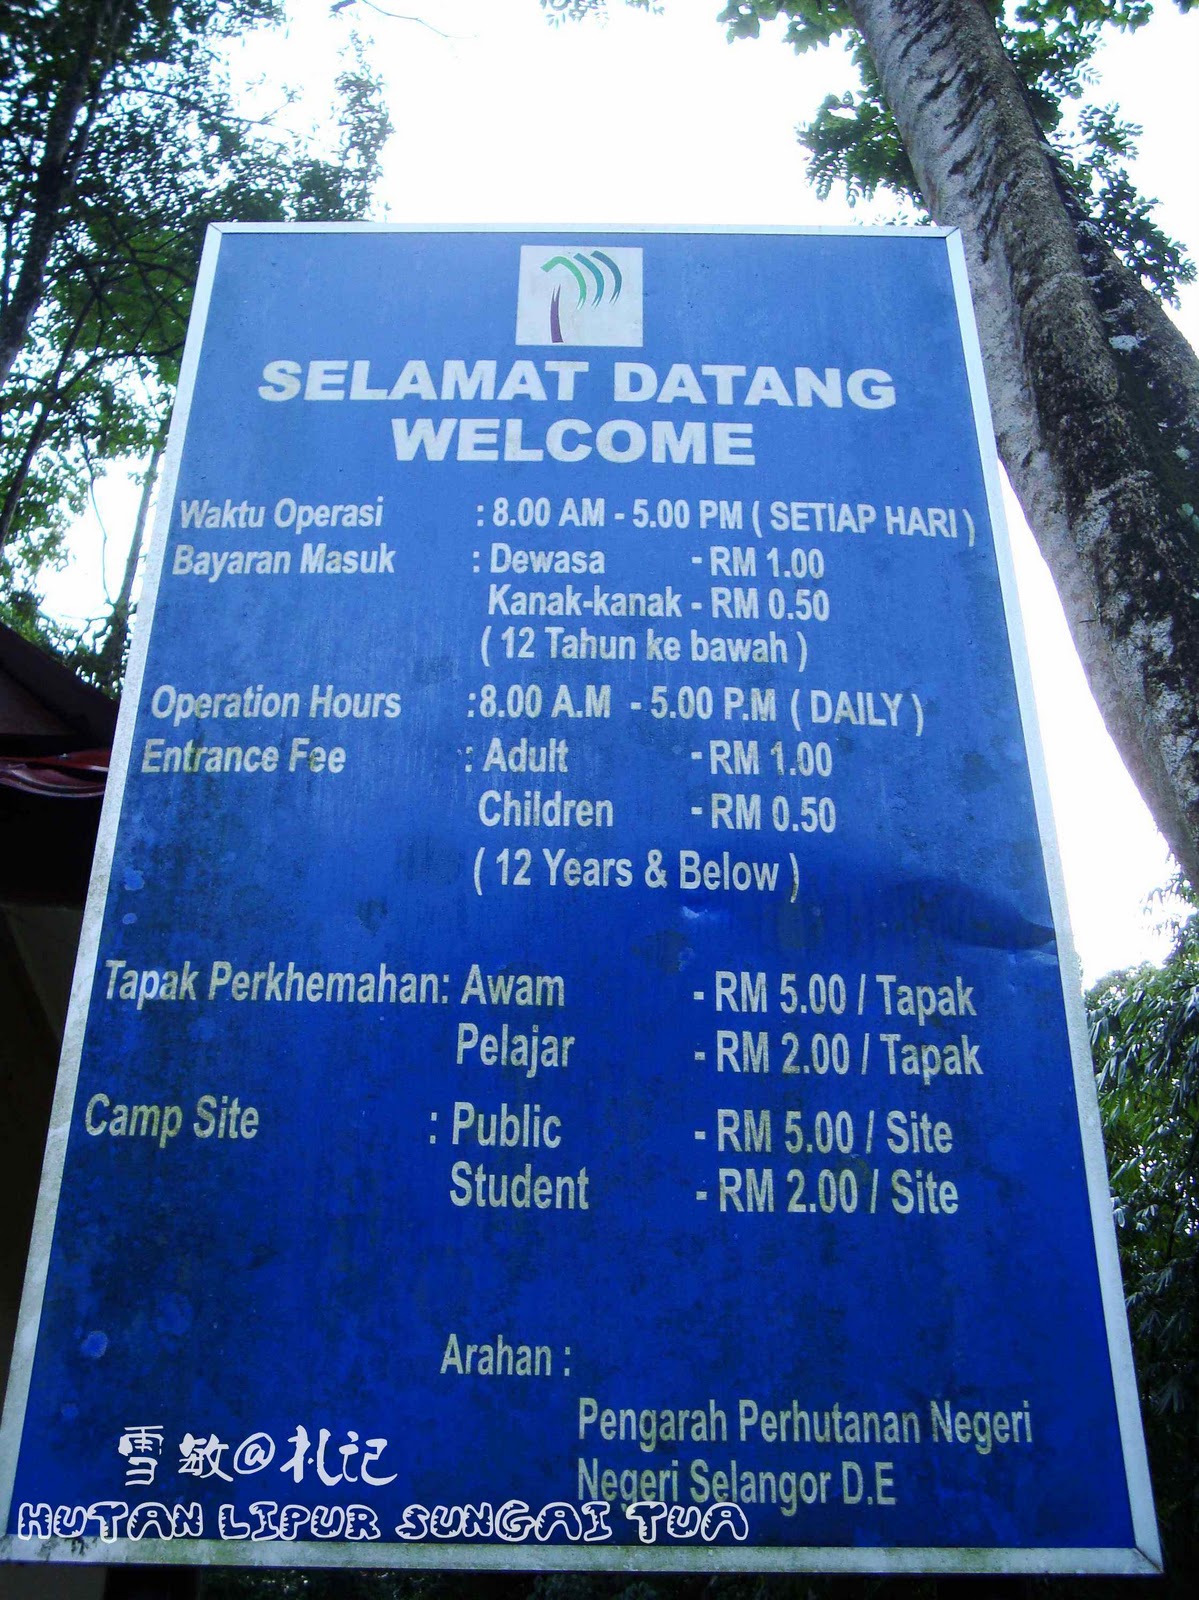 SELAMAT DATANG
WELCOME
Waktu Operasi : 8.00 AM - 5.00 PM ( SETIAP HARI )
Bayaran Masuk : Dewasa - RM 1.00
Kanak-kanak - RM 0.50
( 12 Tahun ke bawah )
Operation Hours :8.00 A.M - 5.00 P.M ( DAILY )
Entrance Fee : Adult - RM 1.00
Children - RM 0.50
( 12 Years & Below )
Tapak Perkhemahan: Awam - RM 5.00 / Tapak
Pelajar - RM 2.00 / Tapak
Camp Site : Public - RM 5.00 / Site
Student - RM 2.00 / Site
Arahan :
Pengarah Perhutanan Negeri
Negeri Selangor D.E
雪敏@札记
HUTAN LIPUR SUNGAI TUA